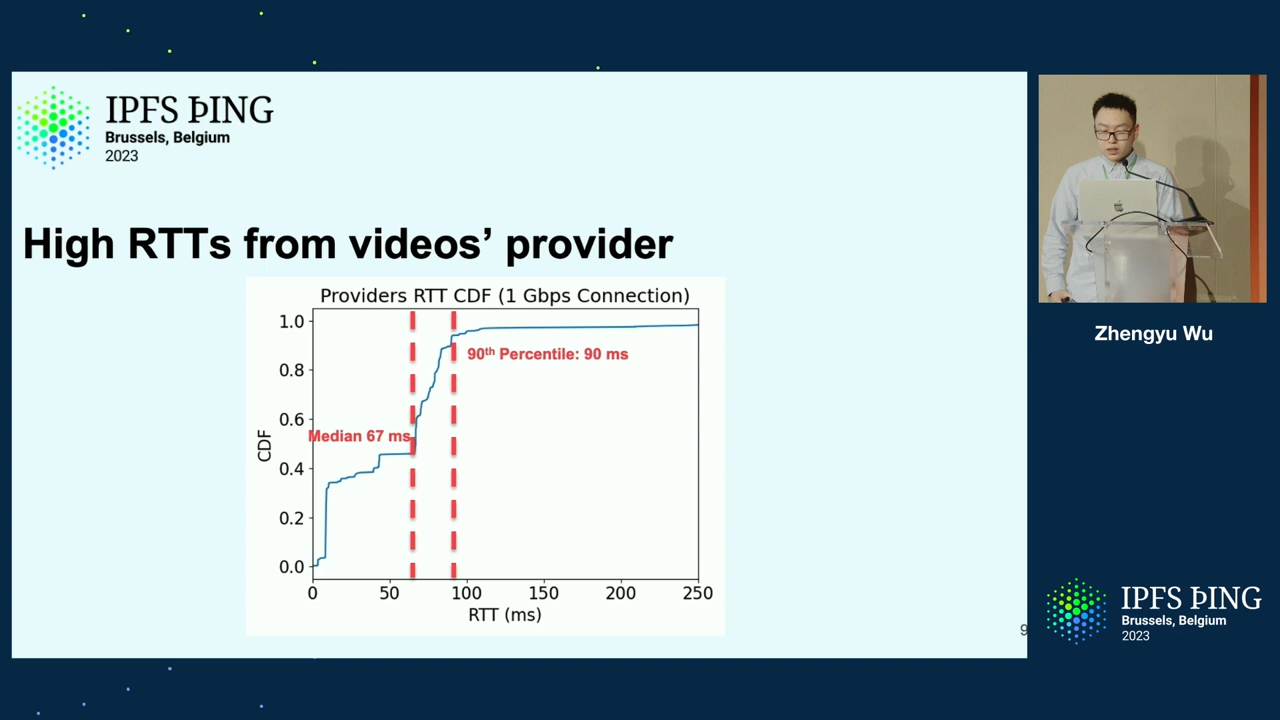 IPFS ÞING
Brussels, Belgium
2023
High RTTs from videos’ provider
Providers RTT CDF (1 Gbps Connection)
1.0
0.8
0.6
0.4
0.2
0.0
CDF
90th Percentile: 90 ms
Median 67 ms
0 50 100 150 200 250
RTT (ms)
9
Zhengyu Wu
IPFS ÞING
Brussels, Belgium
2023